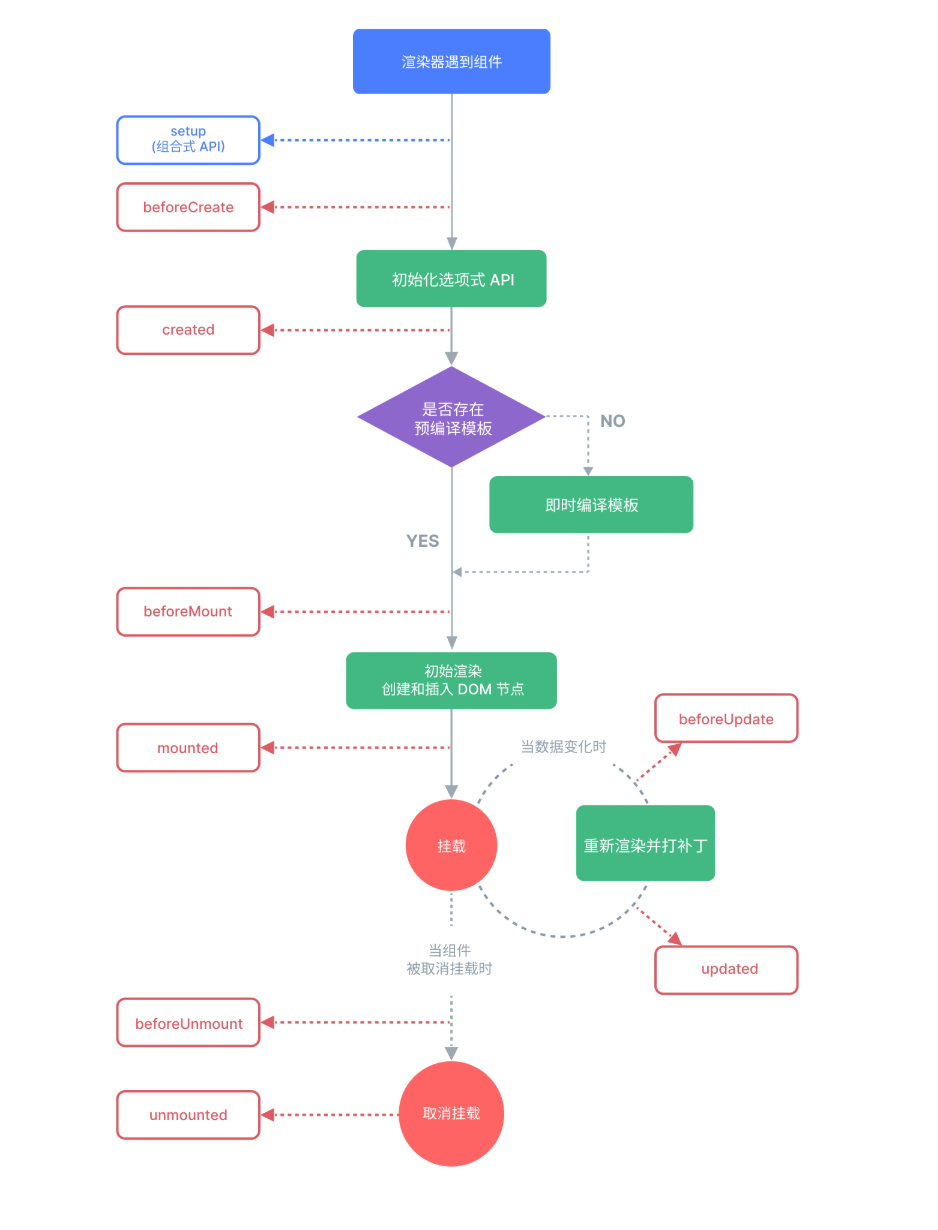 渲染器遇到组件
setup
(组合式 API)
beforeCreate
初始化选项式 API
created
是否存在
预编译模板
NO
即时编译模板
YES
beforeMount
初始渲染
创建和插入 DOM 节点
beforeUpdate
mounted
当数据变化时
挂载
重新渲染并打补丁
当组件
被取消挂载时
updated
beforeUnmount
取消挂载
unmounted